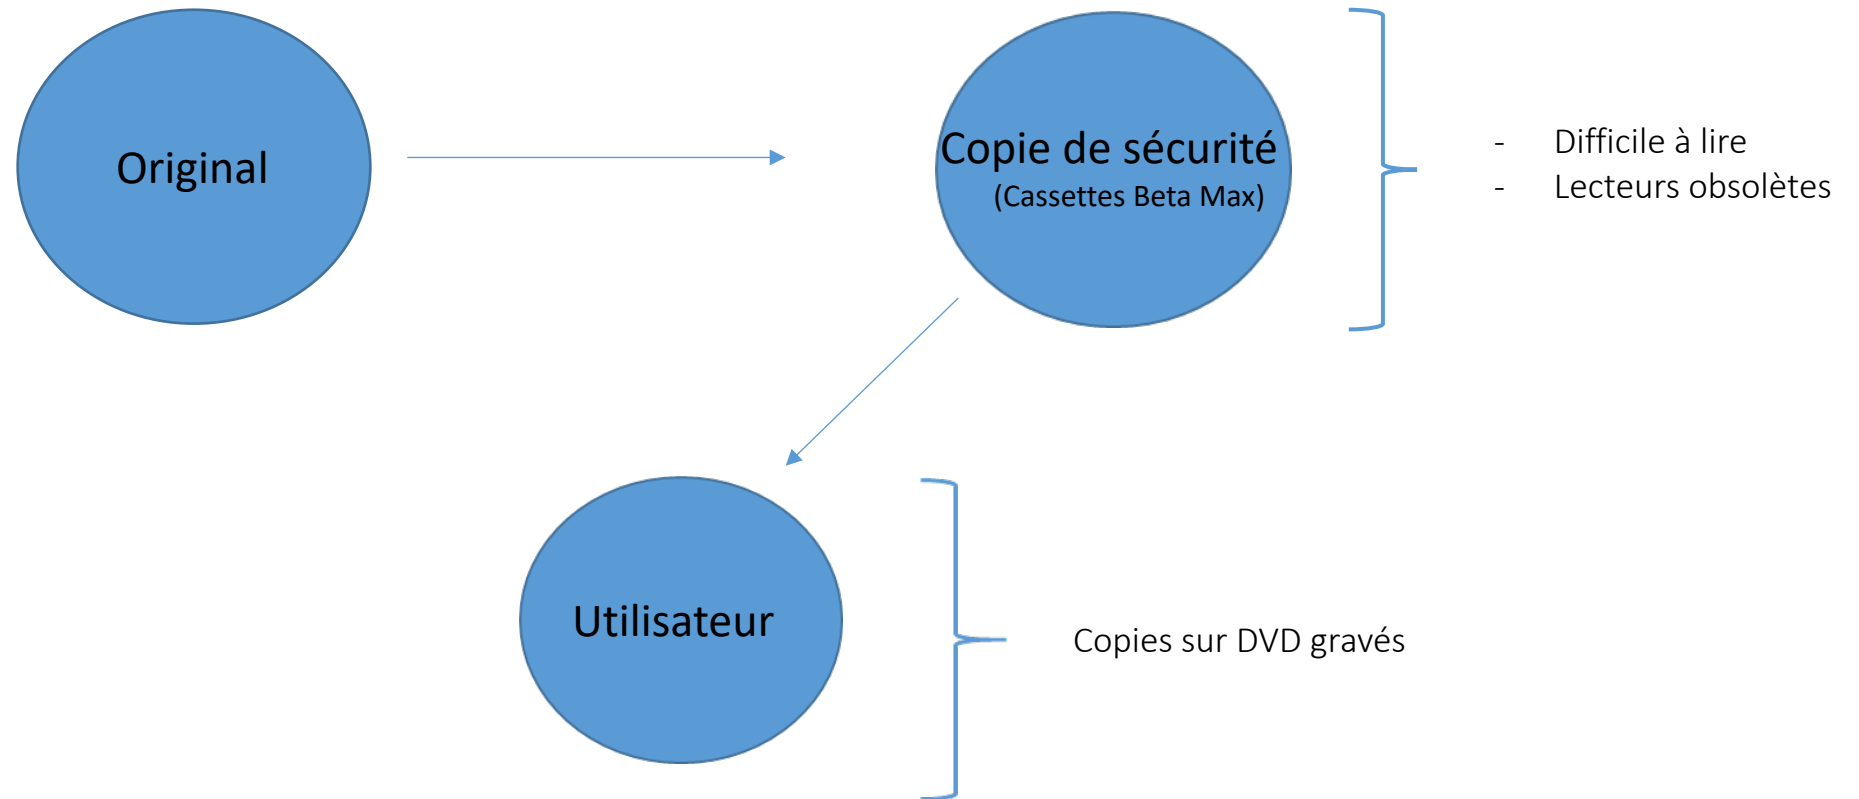 Original
Copie de sécurité
(Cassettes Beta Max)
- Difficile à lire
- Lecteurs obsolètes
Utilisateur
Copies sur DVD gravés